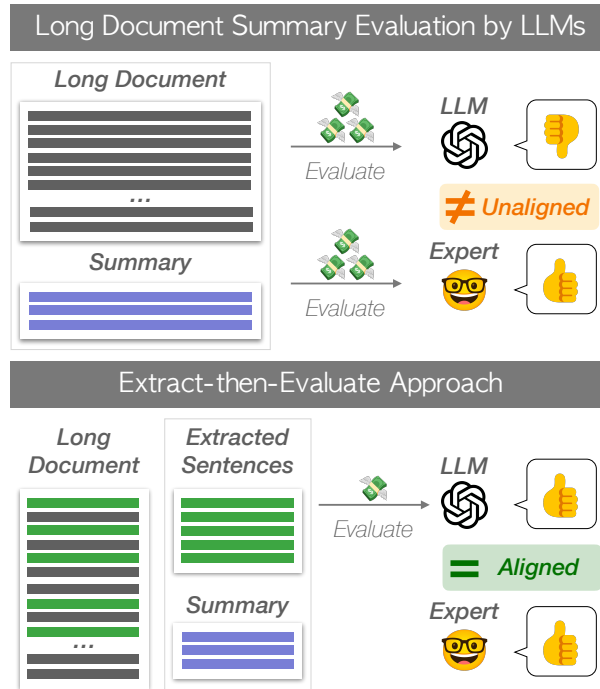 Long Document Summary Evaluation by LLMs
Long Document
...
Summary
Evaluate
LLM
≠ Unaligned
Evaluate
Expert
Extract-then-Evaluate Approach
Long
Document
...
Extracted
Sentences
Summary
Evaluate
LLM
= Aligned
Expert